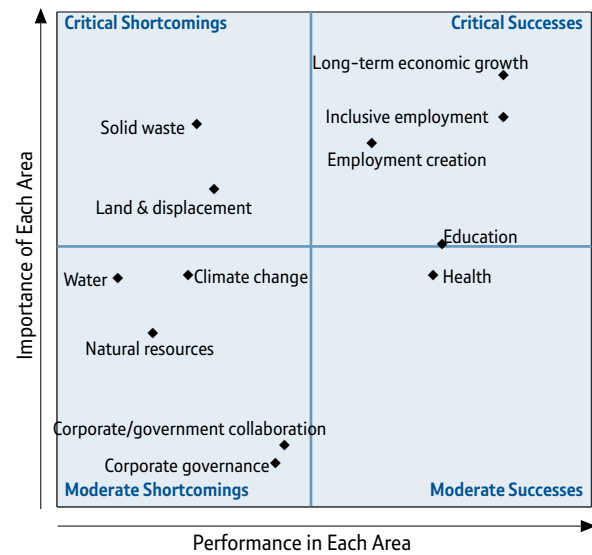 Critical Shortcomings
Critical Successes
Long-term economic growth
Solid waste
Inclusive employment
Employment creation
Land & displacement
Education
Water
Climate change
Health
Natural resources
Corporate/government collaboration
Corporate governance
Moderate Shortcomings
Moderate Successes
Importance of Each Area
Performance in Each Area